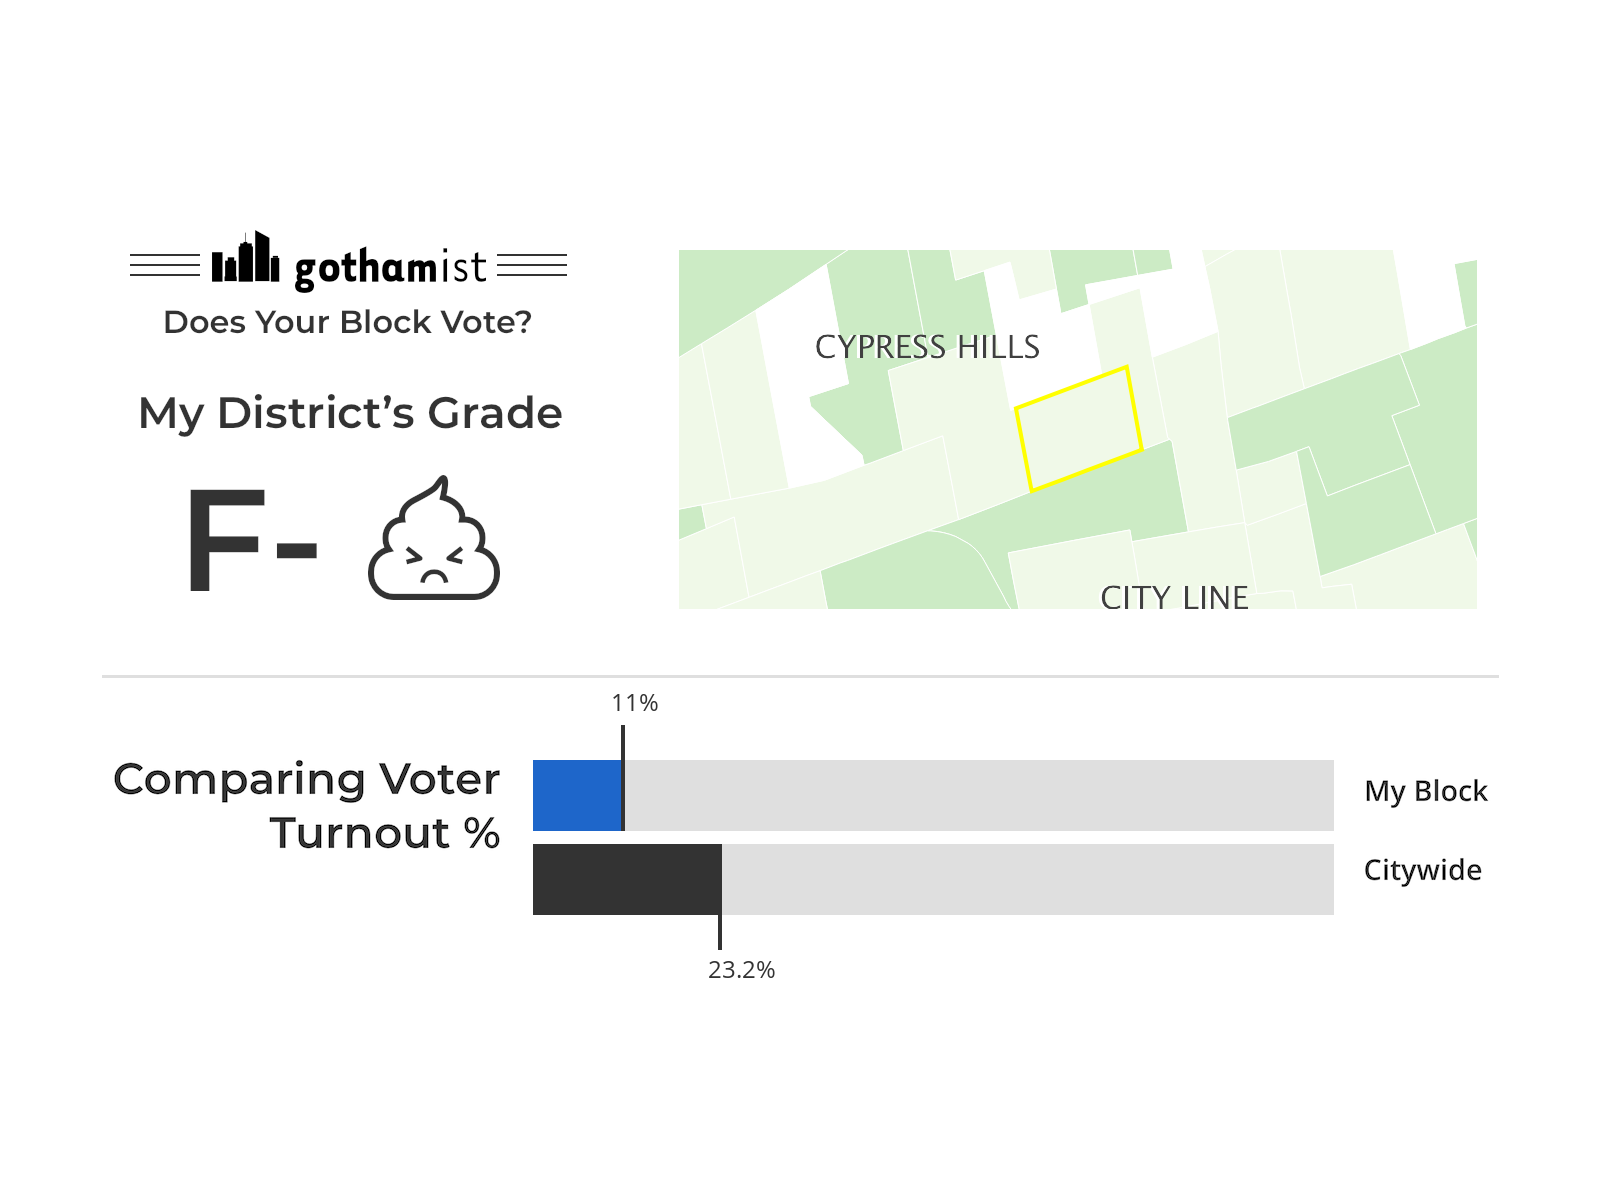 gothamist
Does Your Block Vote?
My District’s Grade
F-
CYPRESS HILLS
CITY LINE
11%
Comparing Voter
Turnout %
My Block
Citywide
23.2%